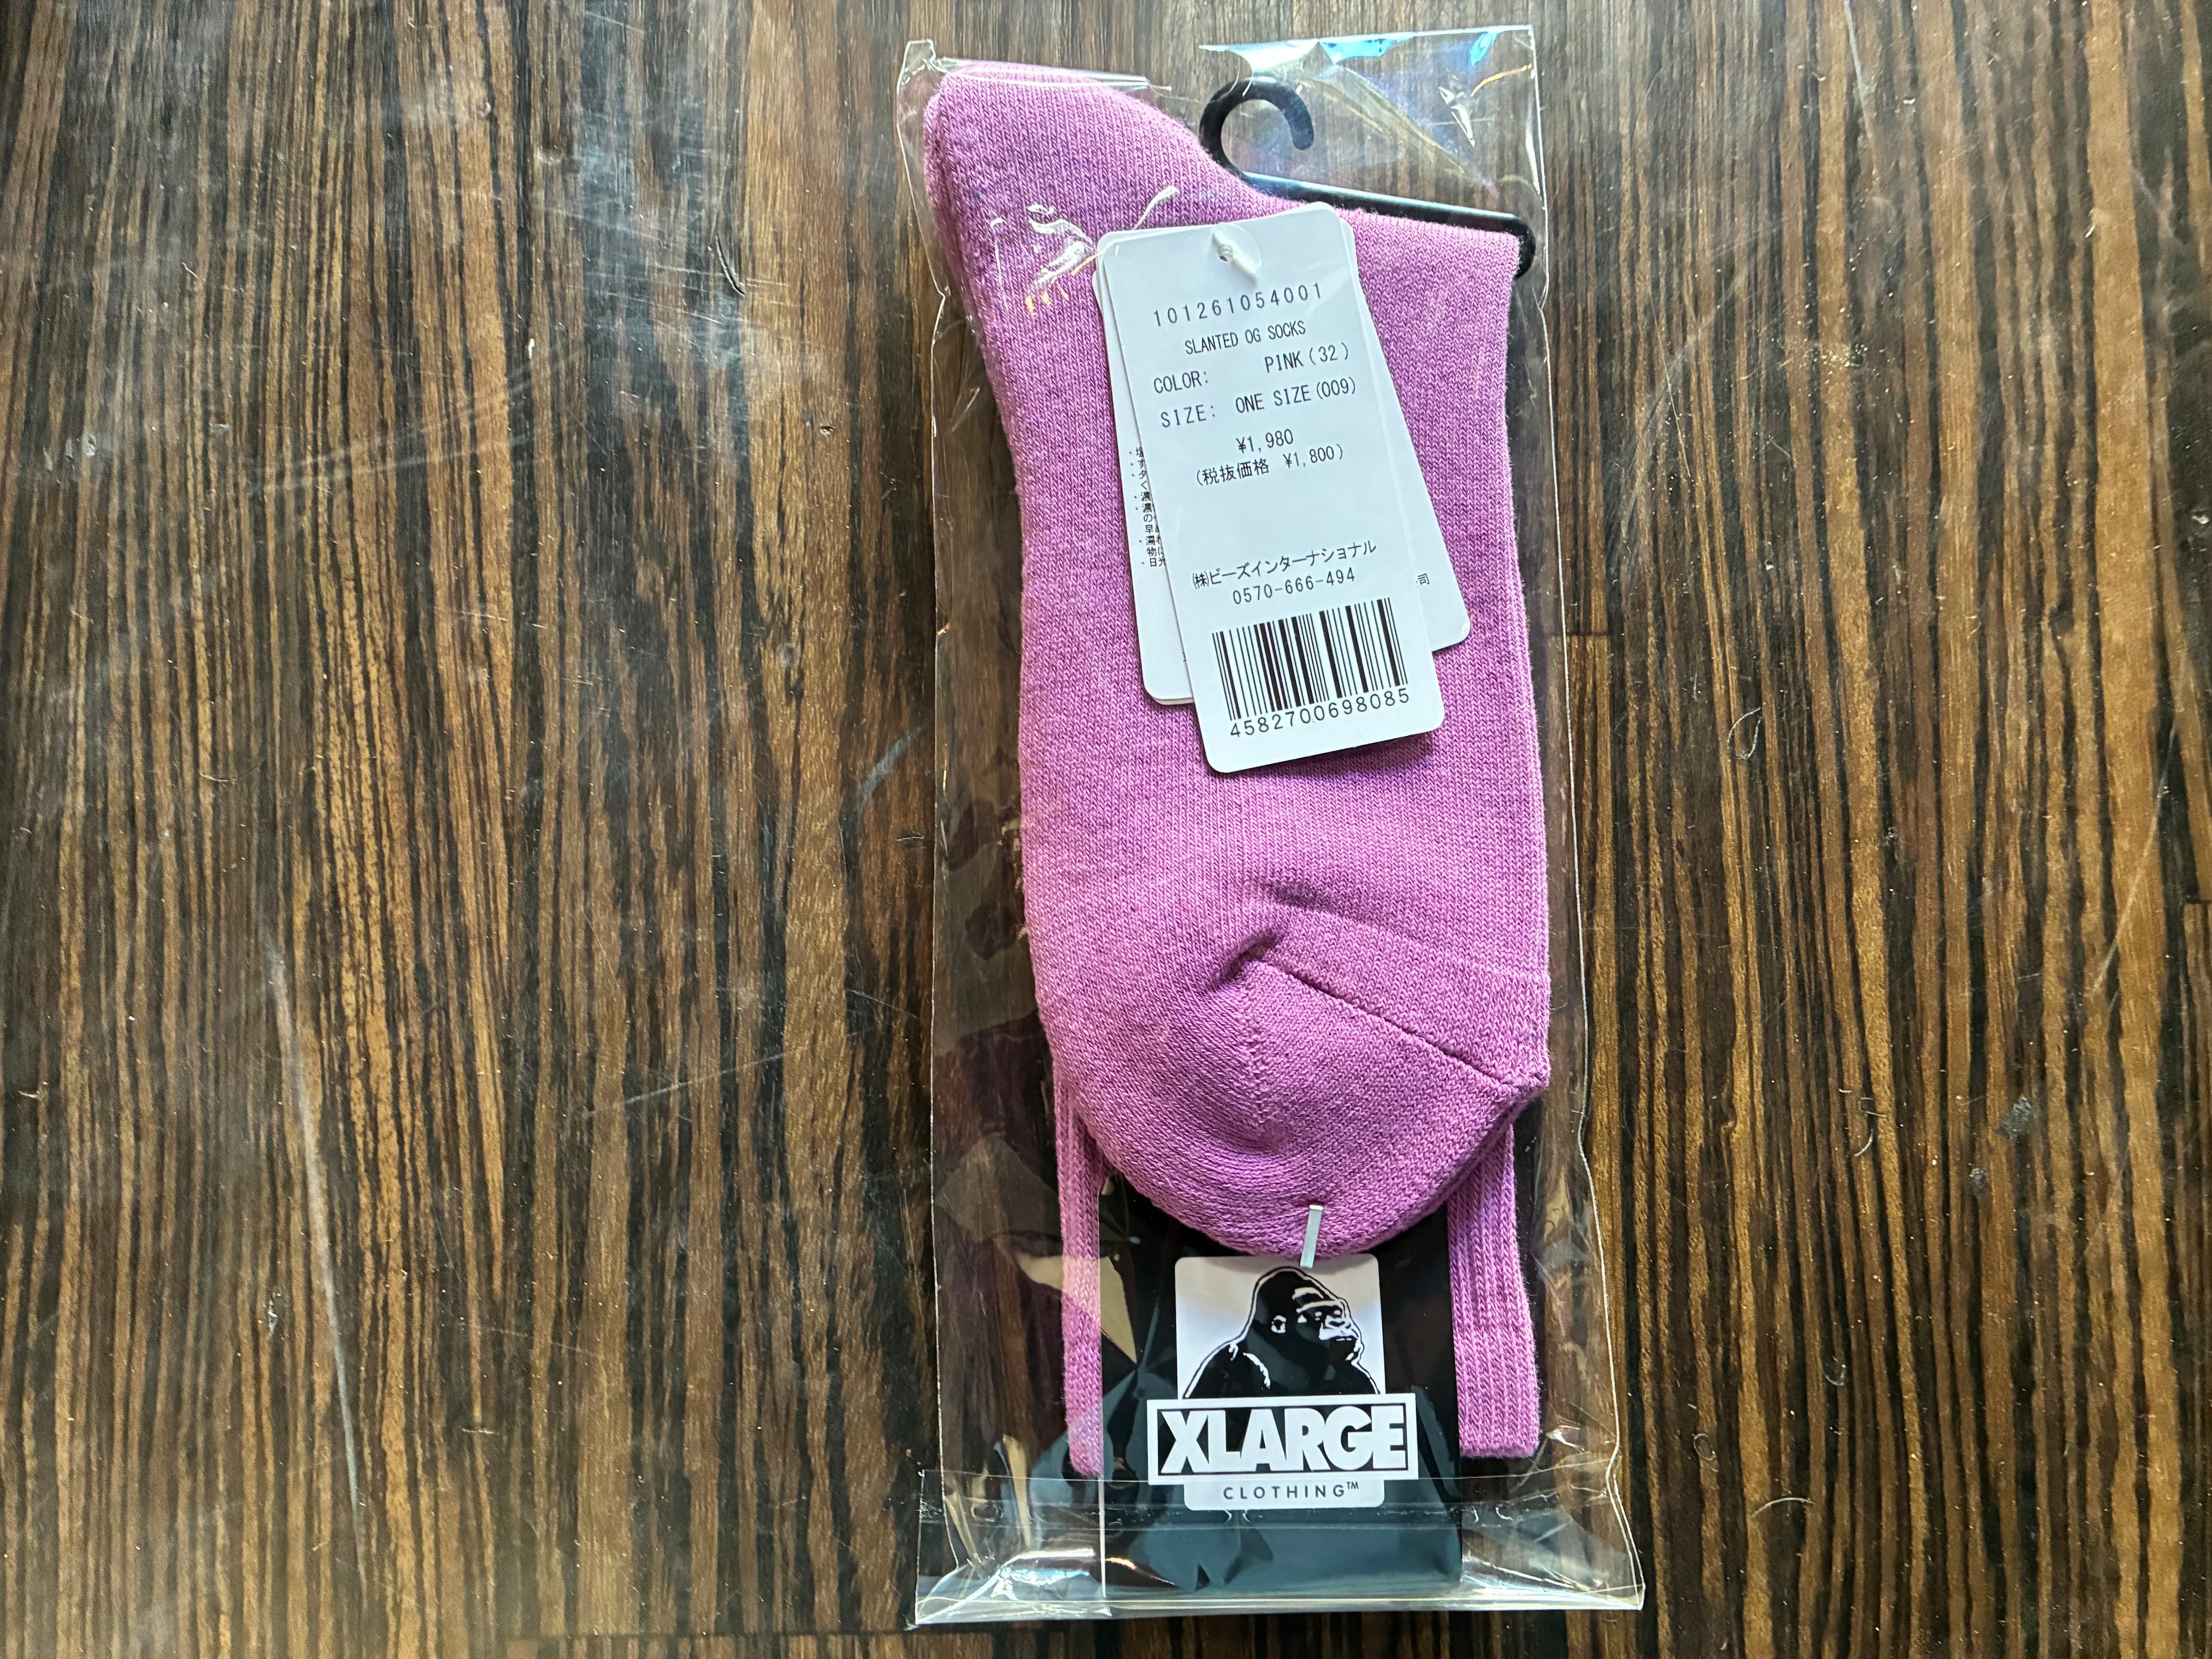 101261054001
SLANTED OG SOCKS
COLOR: PINK(32)
SIZE: ONE SIZE(009)
¥1,980
(税抜価格 ¥1,800)
㈱ビーズインターナショナル
0570-666-494
4582700698085
XLARGE
CLOTHING™